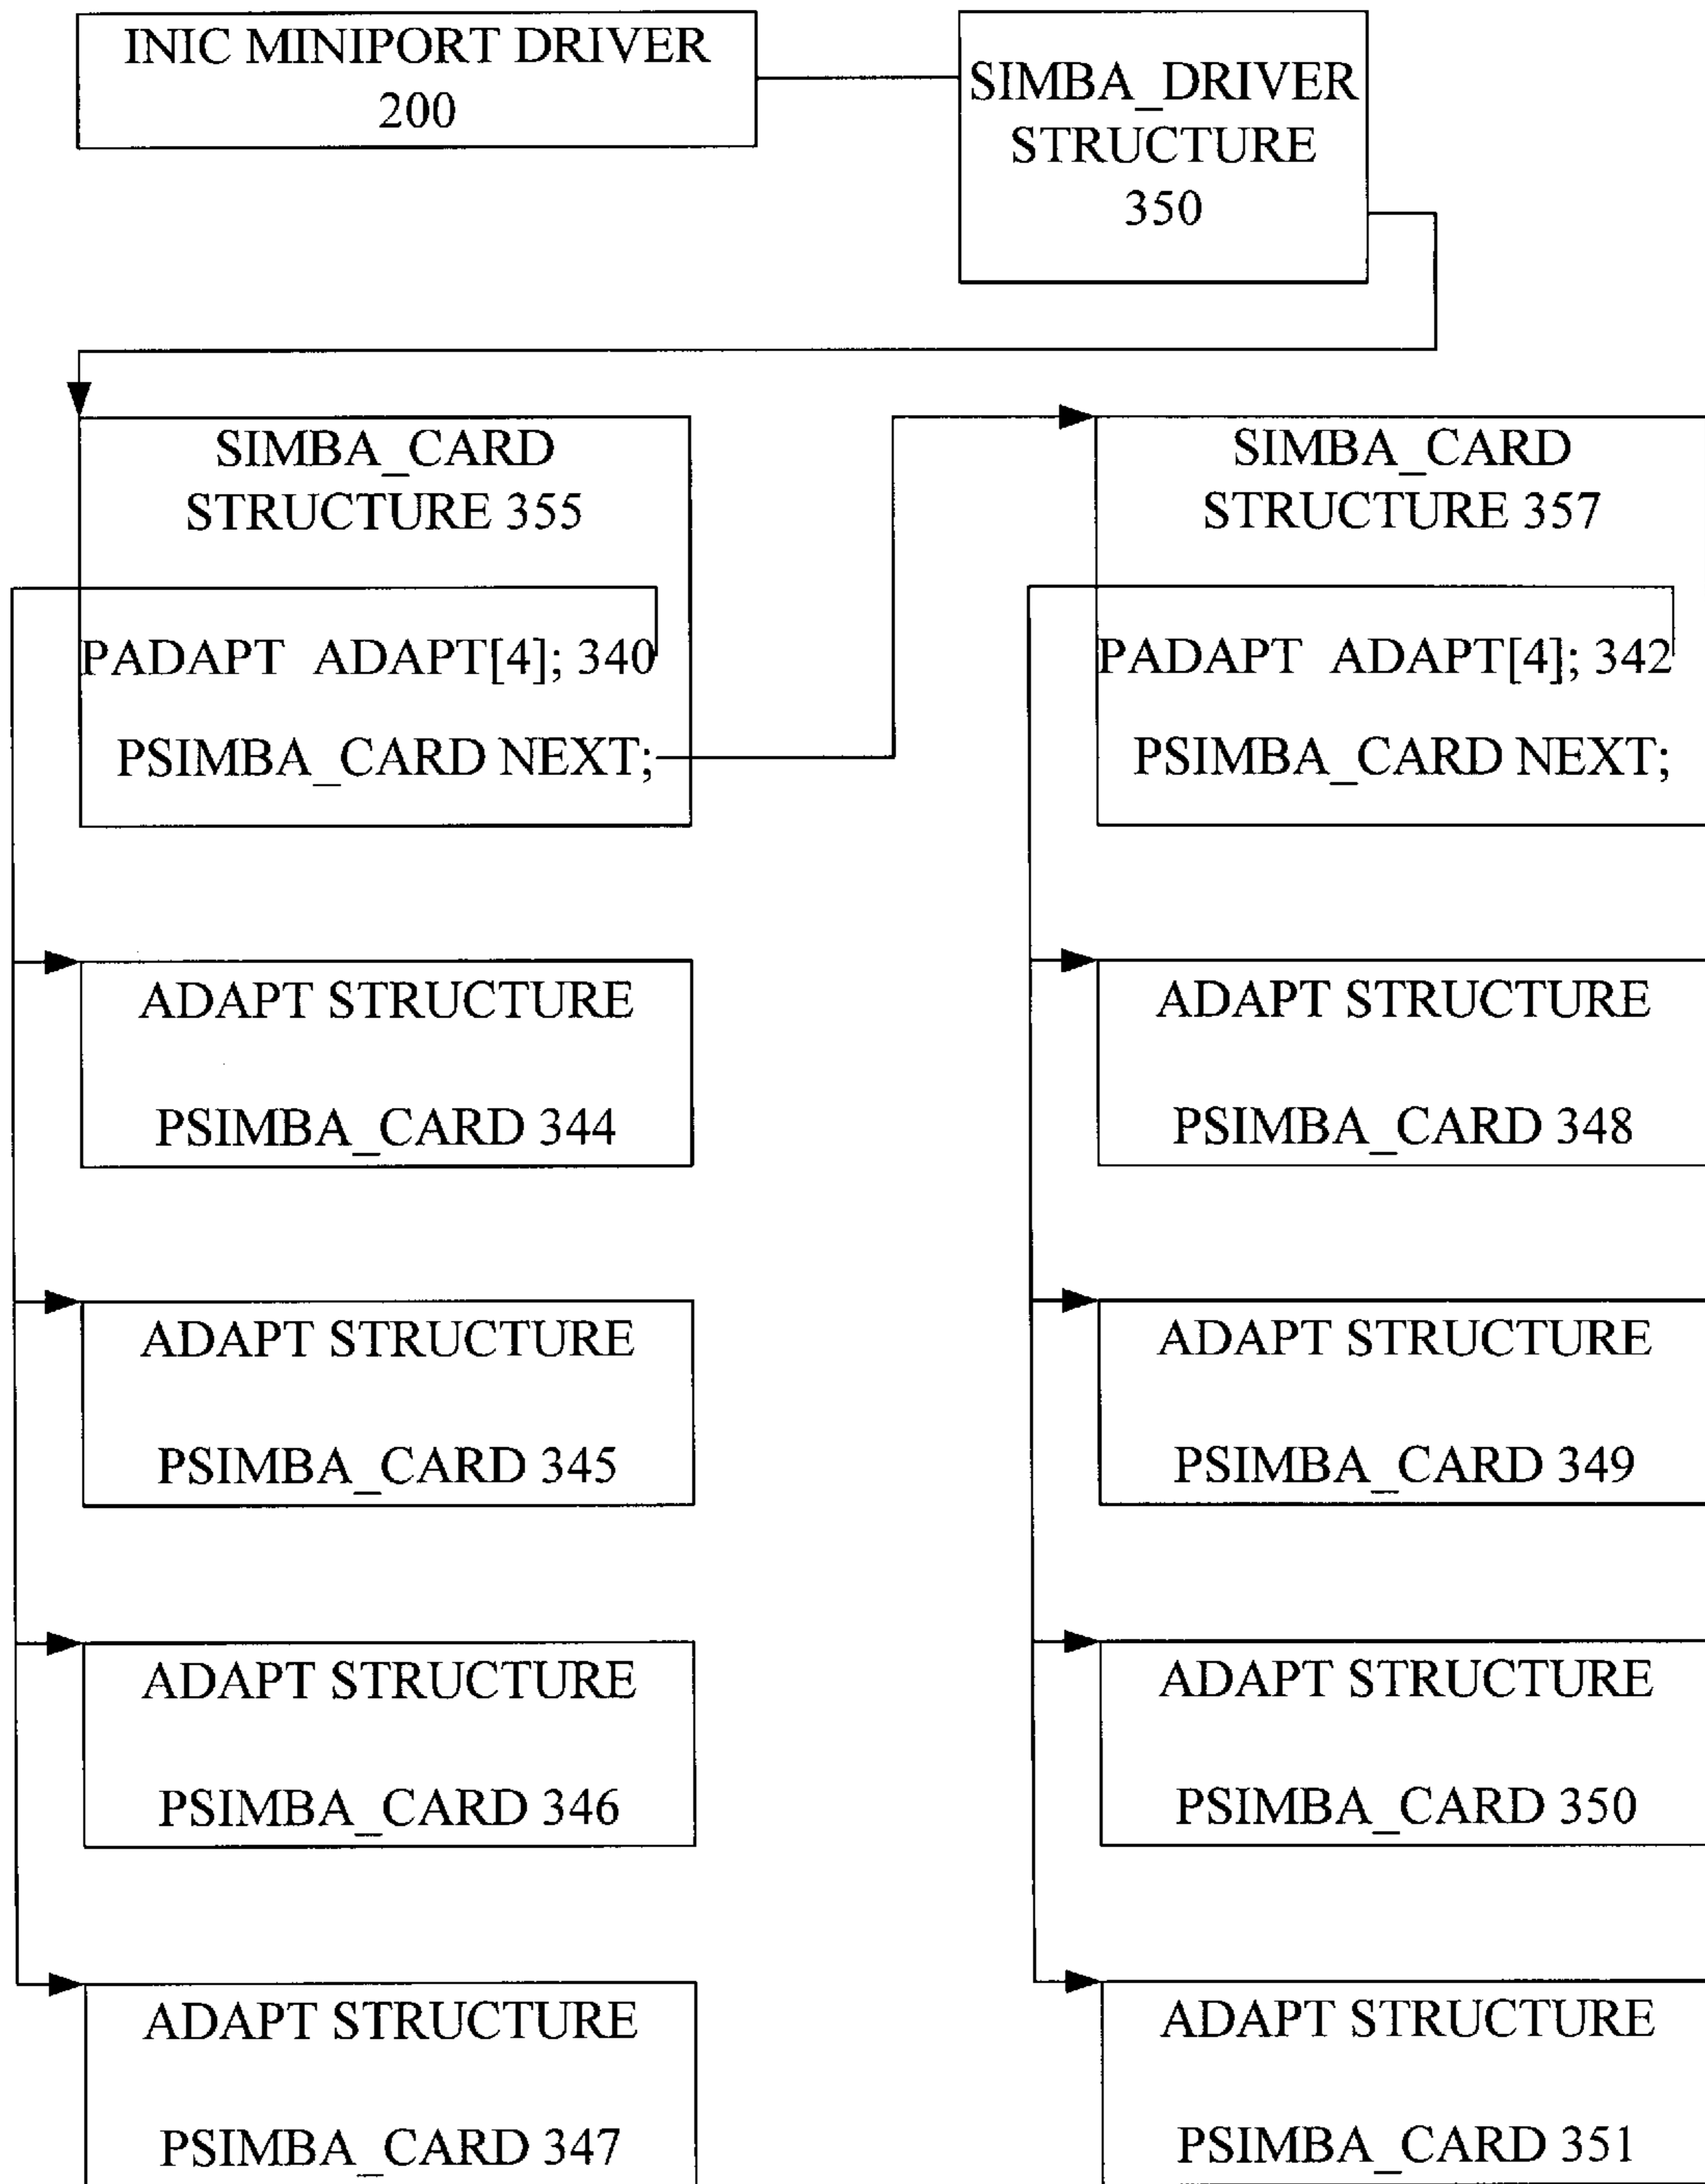 INIC MINIPORT DRIVER
200
SIMBA_DRIVER
STRUCTURE
350
SIMBA_CARD
STRUCTURE 355
PADAPT ADAPT[4]; 340
PSIMBA_CARD NEXT;
SIMBA_CARD
STRUCTURE 357
PADAPT ADAPT[4]; 342
PSIMBA_CARD NEXT;
ADAPT STRUCTURE
PSIMBA_CARD 344
ADAPT STRUCTURE
PSIMBA_CARD 348
ADAPT STRUCTURE
PSIMBA_CARD 345
ADAPT STRUCTURE
PSIMBA_CARD 349
ADAPT STRUCTURE
PSIMBA_CARD 346
ADAPT STRUCTURE
PSIMBA_CARD 350
ADAPT STRUCTURE
PSIMBA_CARD 347
ADAPT STRUCTURE
PSIMBA_CARD 351